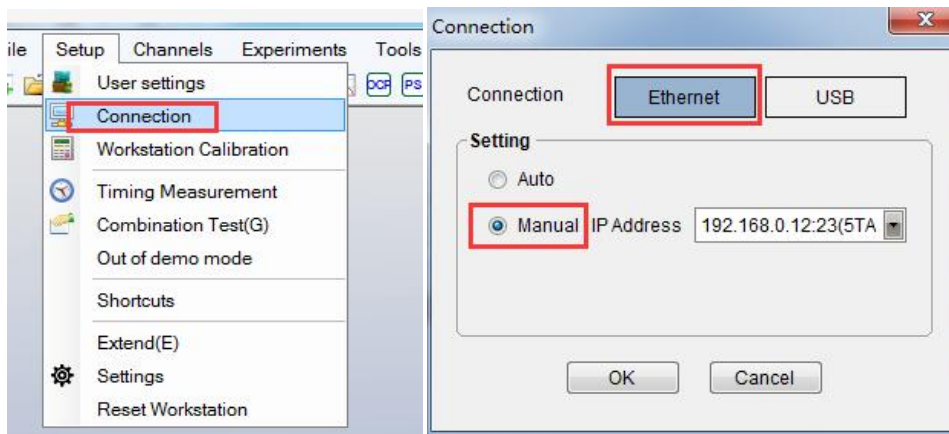 ile Setup Channels Experiments Tools
OCP PS
User settings
Connection
Workstation Calibration
Timing Measurement
Combination Test(G)
Out of demo mode
Shortcuts
Extend(E)
Settings
Reset Workstation
Connection
Connection Ethernet USB
Setting
Auto
Manual IP Address 192.168.0.12:23(5TA
OK Cancel